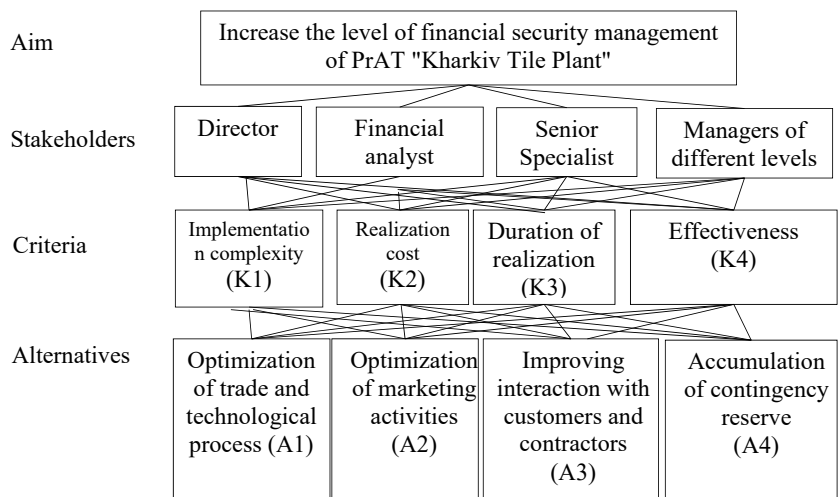 Aim
Increase the level of financial security management
of PrAT "Kharkiv Tile Plant"
Stakeholders
Director
Financial
analyst
Senior
Specialist
Managers of
different levels
Criteria
Implementatio
n complexity
(K1)
Realization
cost
(K2)
Duration of
realization
(K3)
Effectiveness
(K4)
Alternatives
Optimization
of trade and
technological
process (A1)
Optimization
of marketing
activities
(A2)
Improving
interaction with
customers and
contractors
(A3)
Accumulation
of contingency
reserve
(A4)